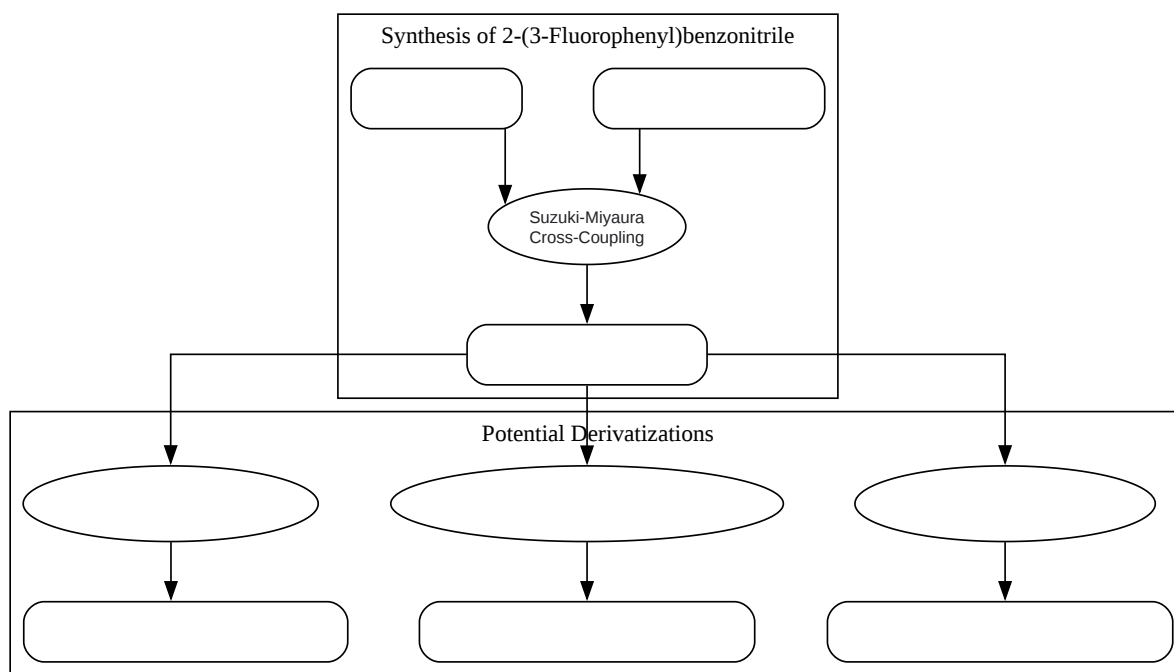 Synthesis of 2-(3-Fluorophenyl)benzonitrile
Suzuki-Miyaura
Cross-Coupling
Potential Derivatizations